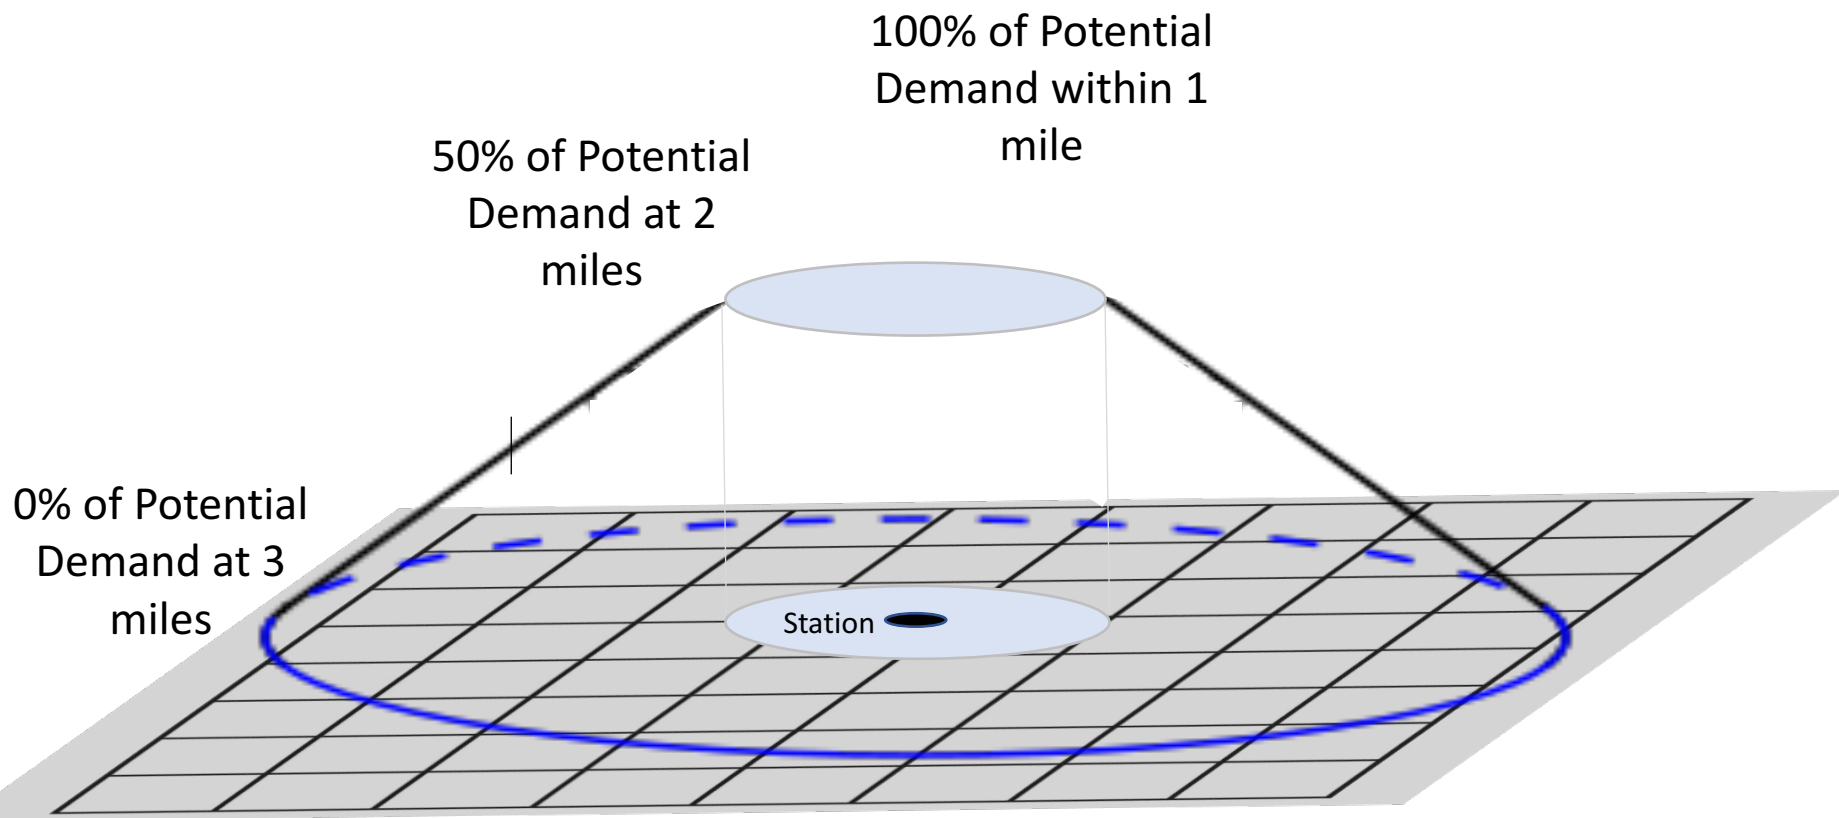 100% of Potential
Demand within 1
mile
50% of Potential
Demand at 2
miles
0% of Potential
Demand at 3
miles
Station